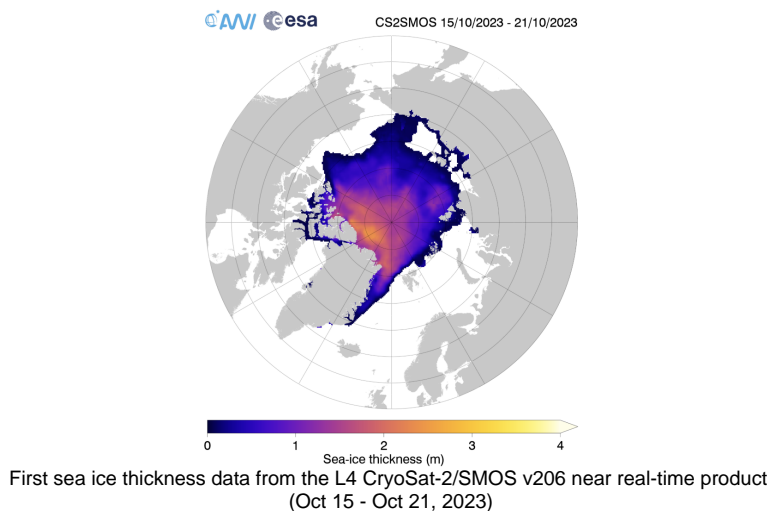 AWI esa CS2SMOS 15/10/2023 - 21/10/2023
0 1 2 3 4
Sea-ice thickness (m)
First sea ice thickness data from the L4 CryoSat-2/SMOS v206 near real-time product
(Oct 15 - Oct 21, 2023)